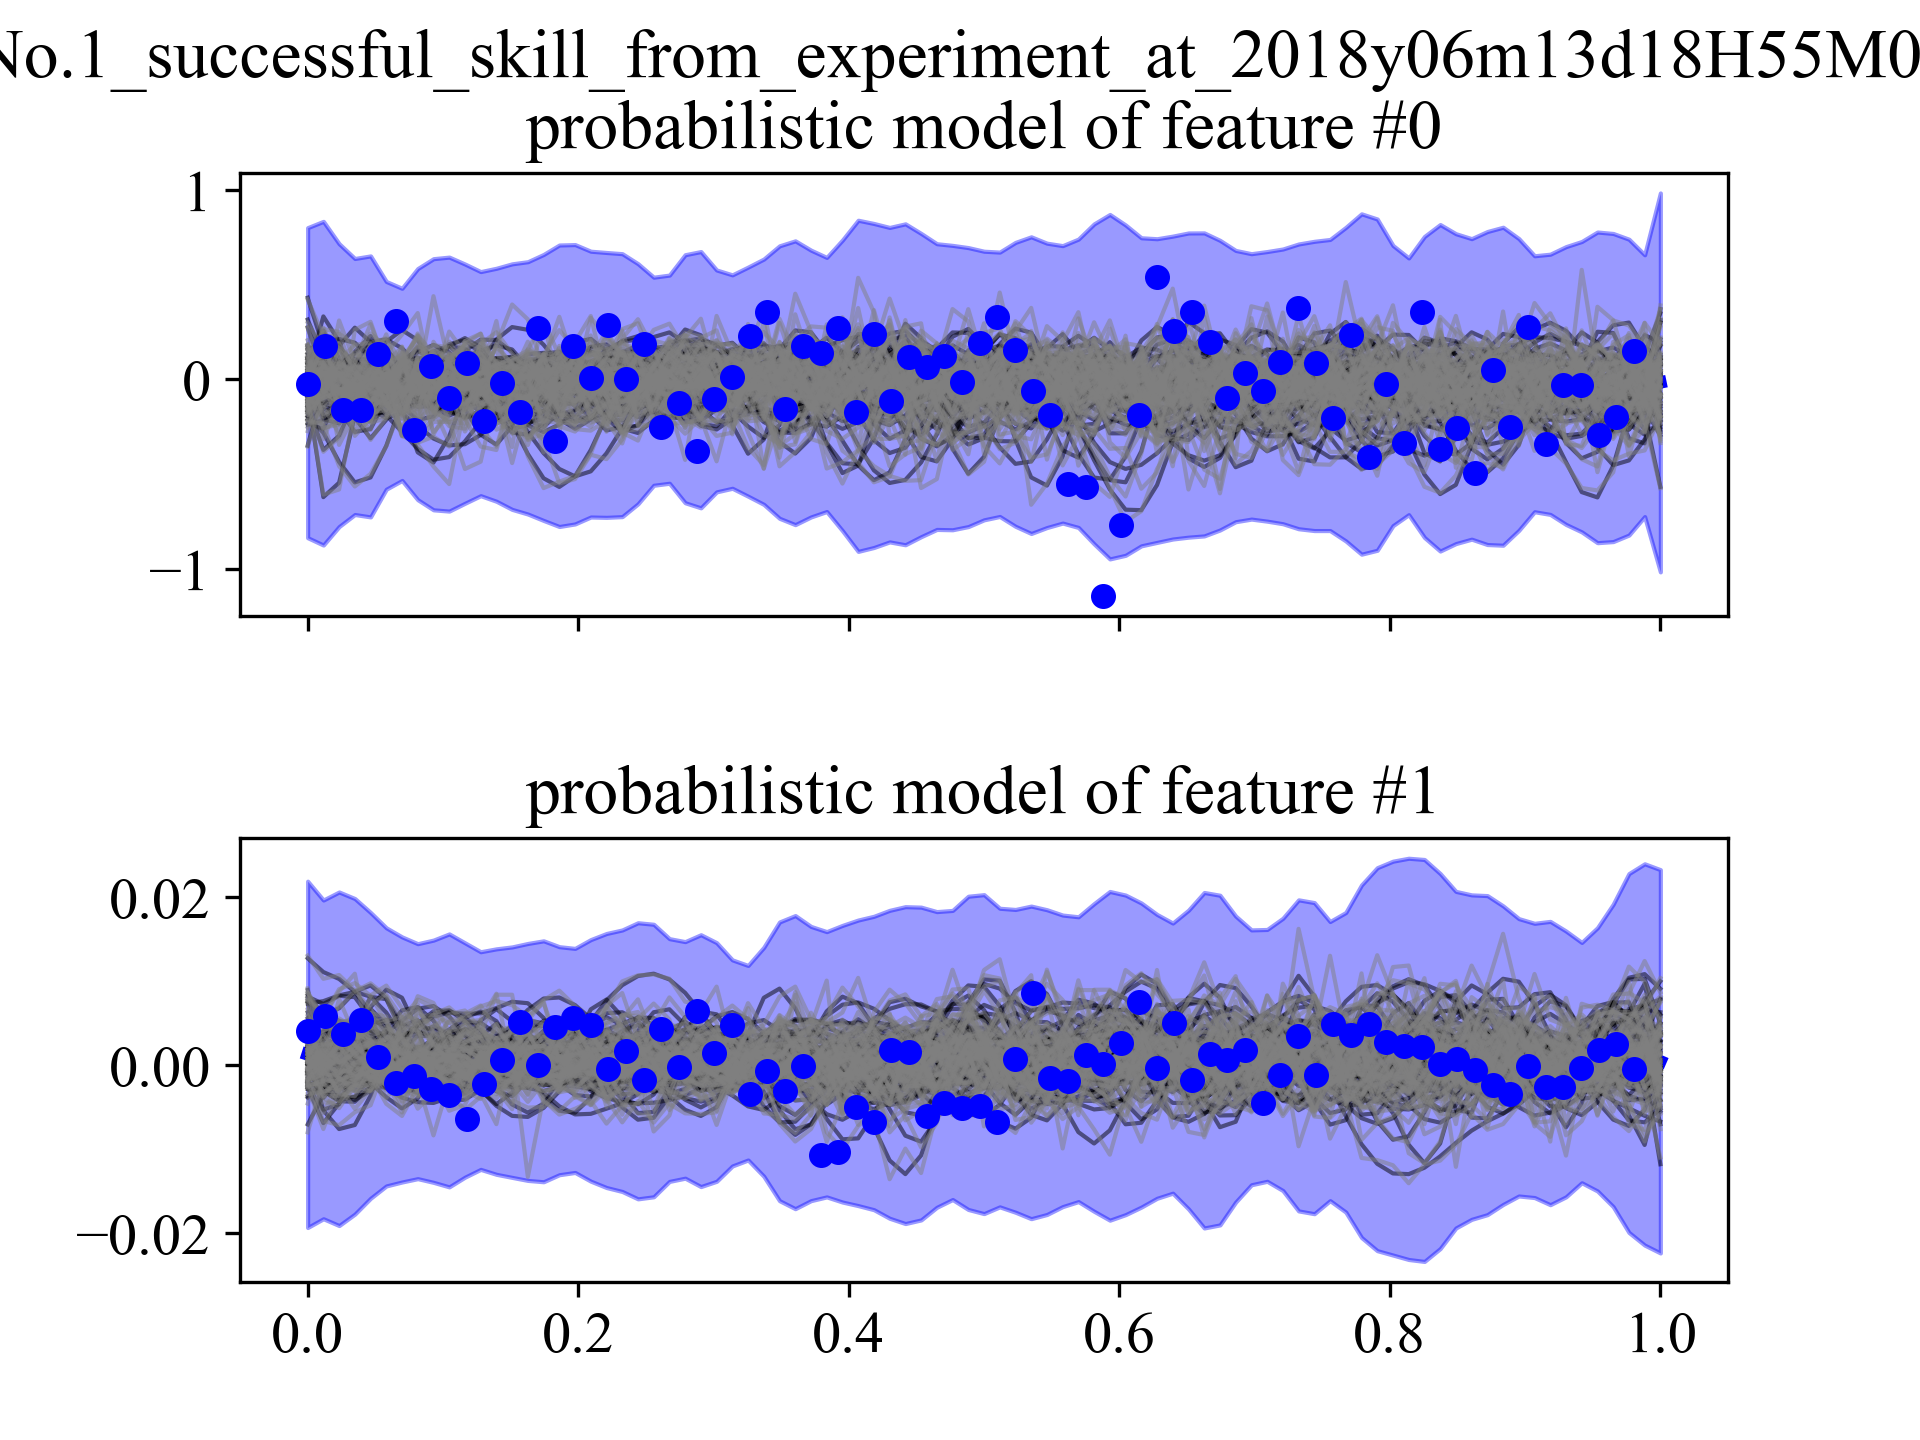 No.1_successful_skill_from_experiment_at_2018y06m13d18H55M0
probabilistic model of feature #0
1
0
−1
probabilistic model of feature #1
0.02
0.00
−0.02
0.0 0.2 0.4 0.6 0.8 1.0